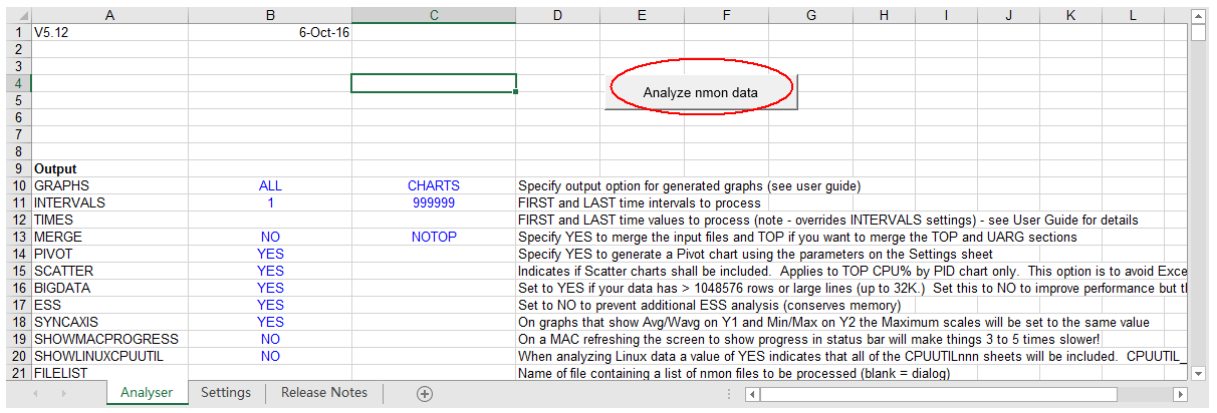 A B C D E F G H I J K L
1 V5.12 6-Oct-16
2
3
4
Analyze nmon data
5
6
7
8
9 Output
10 GRAPHS ALL CHARTS Specify output option for generated graphs (see user guide)
11 INTERVALS 1 999999 FIRST and LAST time intervals to process
12 TIMES FIRST and LAST time values to process (note - overrides INTERVALS settings) - see User Guide for details
13 MERGE NO NOTOP Specify YES to merge the input files and TOP if you want to merge the TOP and UARG sections
14 PIVOT YES Specify YES to generate a Pivot chart using the parameters on the Settings sheet
15 SCATTER YES Indicates if Scatter charts shall be included. Applies to TOP CPU% by PID chart only. This option is to avoid Exce
16 BIGDATA YES Set to YES if your data has > 1048576 rows or large lines (up to 32K.) Set this to NO to improve performance but th
17 ESS YES Set to NO to prevent additional ESS analysis (conserves memory)
18 SYNCAXIS YES On graphs that show Avg/Wavg on Y1 and Min/Max on Y2 the Maximum scales will be set to the same value
19 SHOWMACPROGRESS NO On a MAC refreshing the screen to show progress in status bar will make things 3 to 5 times slower!
20 SHOWLINUXCPUUTIL NO When analyzing Linux data a value of YES indicates that all of the CPUUTILnnn sheets will be included. CPUUTIL_
21 FILELIST Name of file containing a list of nmon files to be processed (blank = dialog)
Analyser Settings Release Notes